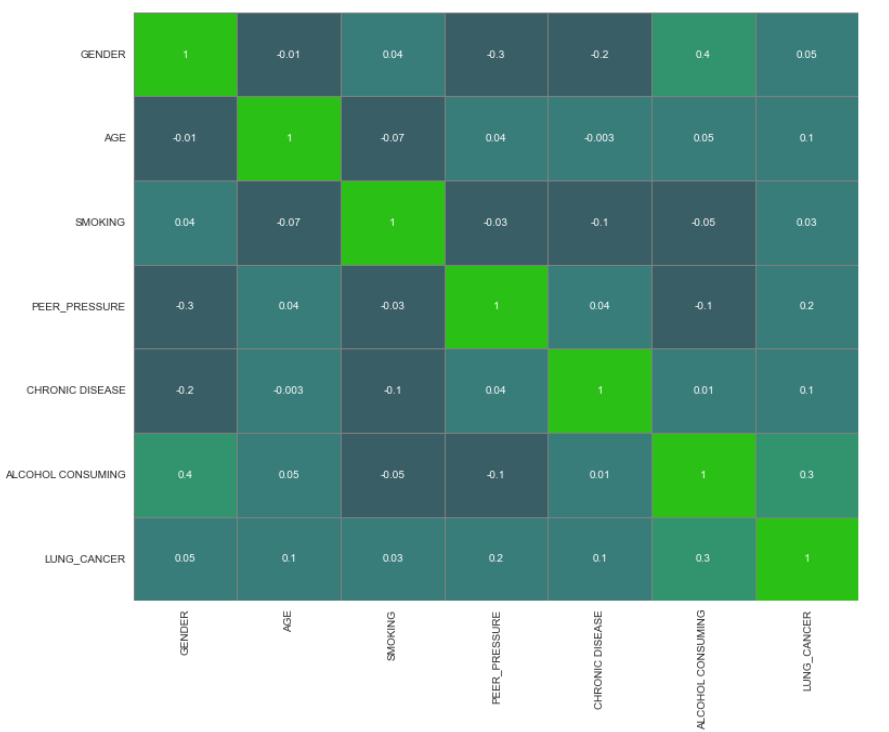 GENDER 1 -0.01 0.04 -0.3 -0.2 0.4 0.05
AGE -0.01 1 -0.07 0.04 -0.003 0.05 0.1
SMOKING 0.04 -0.07 1 -0.03 -0.1 -0.05 0.03
PEER_PRESSURE -0.3 0.04 -0.03 1 0.04 -0.1 0.2
CHRONIC DISEASE -0.2 -0.003 -0.1 0.04 1 0.01 0.1
ALCOHOL CONSUMING 0.4 0.05 -0.05 -0.1 0.01 1 0.3
LUNG_CANCER 0.05 0.1 0.03 0.2 0.1 0.3 1
GENDER
AGE
SMOKING
PEER_PRESSURE
CHRONIC DISEASE
ALCOHOL CONSUMING
LUNG_CANCER